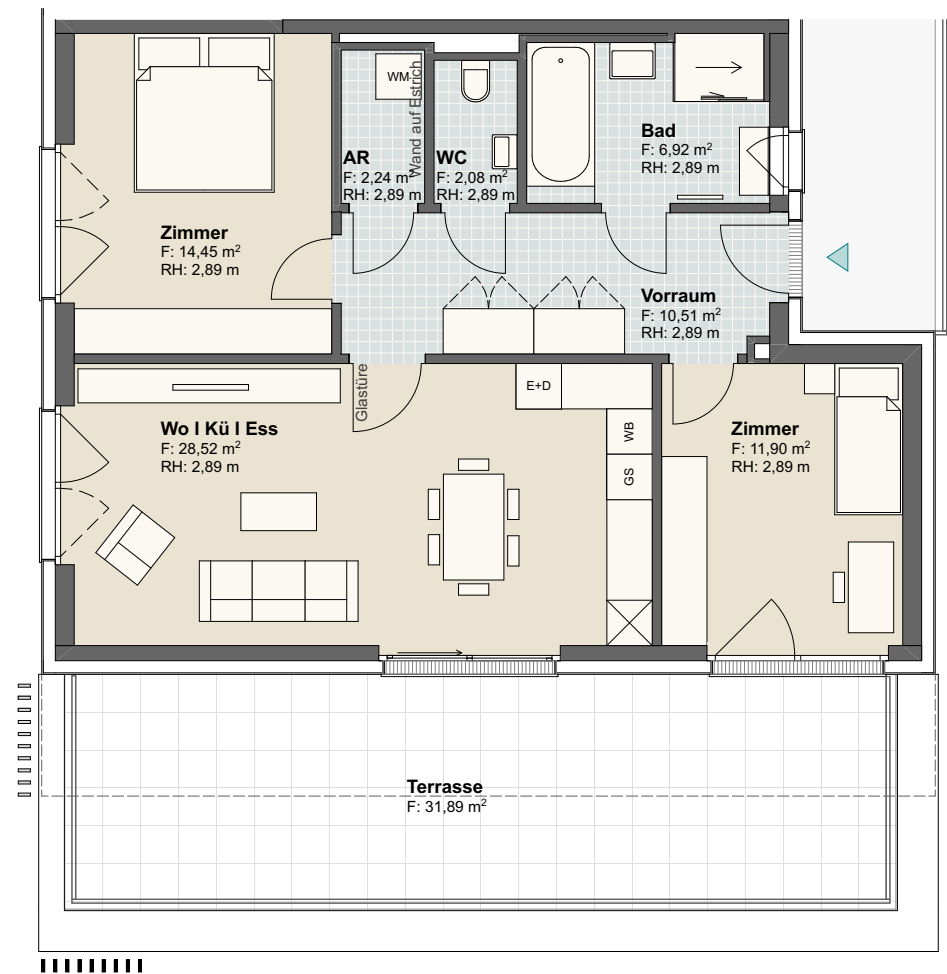 WM
Wand auf Estrich
AR
F: 2,24 m²
RH: 2,89 m
WC
F: 2,08 m²
RH: 2,89 m
Bad
F: 6,92 m²
RH: 2,89 m
Zimmer
F: 14,45 m²
RH: 2,89 m
Vorraum
F: 10,51 m²
RH: 2,89 m
Glastüre
E+D
WB
GS
Wo I Kü I Ess
F: 28,52 m²
RH: 2,89 m
Zimmer
F: 11,90 m²
RH: 2,89 m
Terrasse
F: 31,89 m²